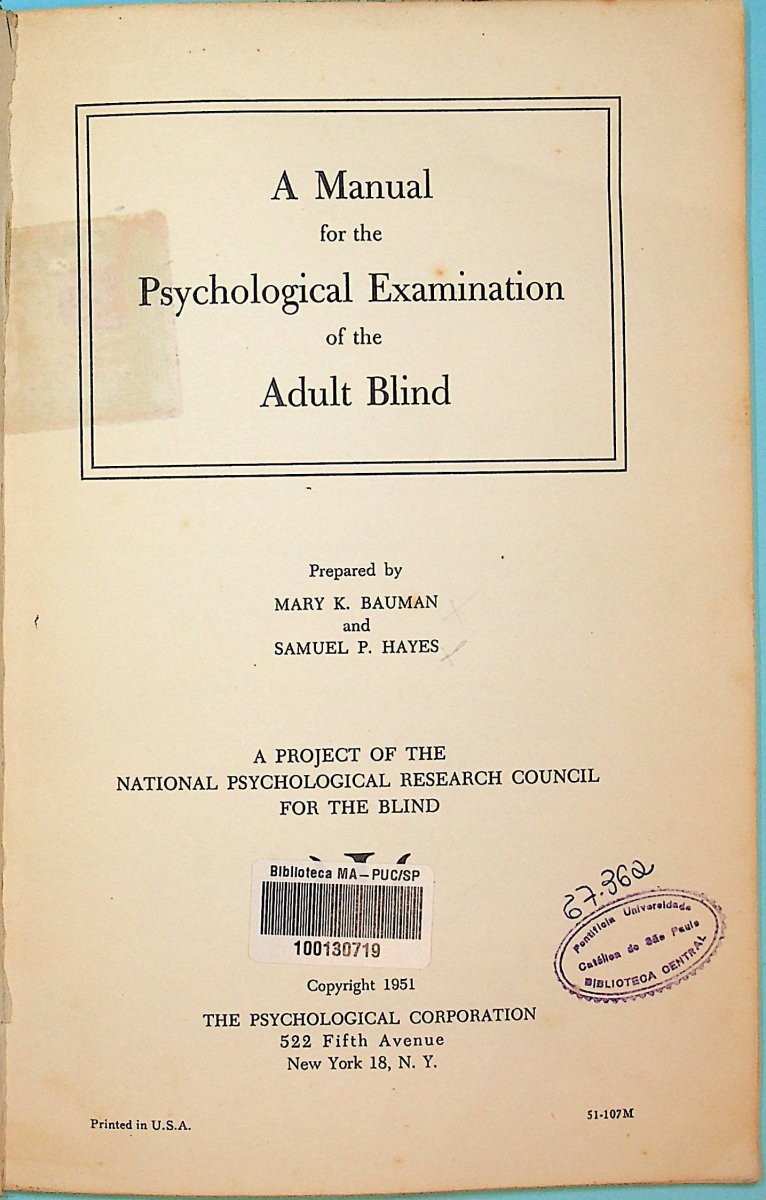 A Manual
for the
Psychological Examination
of the
Adult Blind
Prepared by
MARY K. BAUMAN
and
SAMUEL P. HAYES
A PROJECT OF THE
NATIONAL PSYCHOLOGICAL RESEARCH COUNCIL
FOR THE BLIND
Biblioteca MA-PUC/SP
100130719
67.362
Pontifícia Universidade
Católica de São Paulo
BIBLIOTECA CENTRAL
Copyright 1951
THE PSYCHOLOGICAL CORPORATION
522 Fifth Avenue
New York 18, N. Y.
Printed in U.S.A.
51-107M